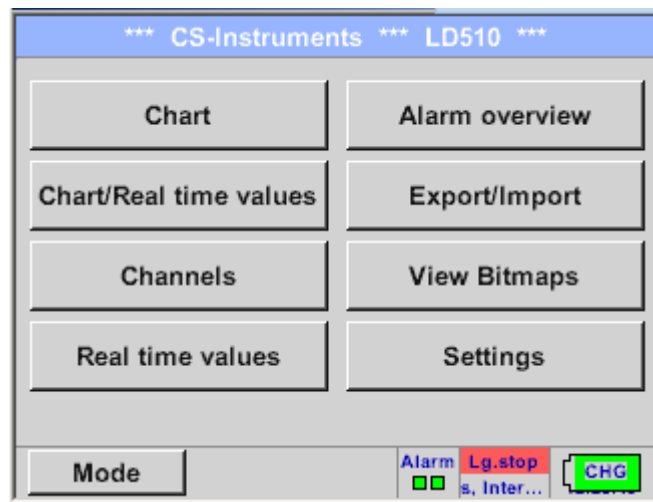 *** CS-Instruments *** LD510 ***
Chart
Alarm overview
Chart/Real time values
Export/Import
Channels
View Bitmaps
Real time values
Settings
Mode
Alarm
Lg.stop
s, Inter...
CHG